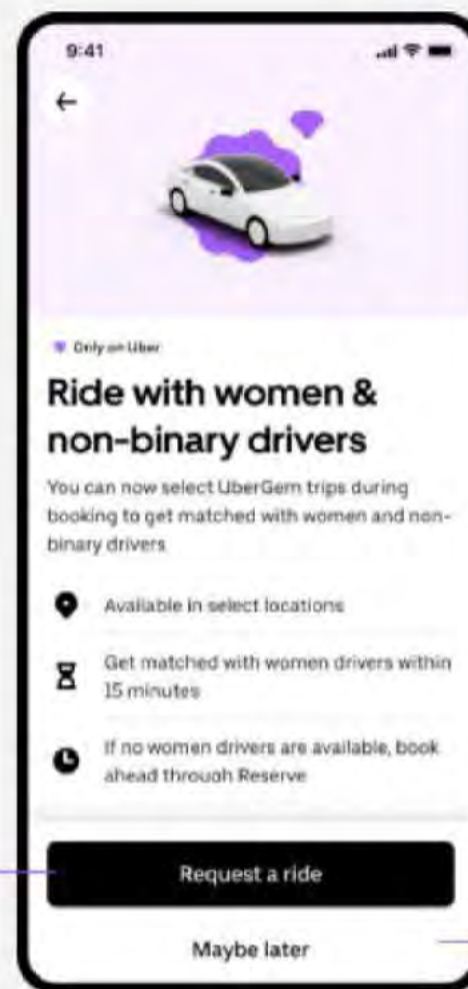 9:41
Only on Uber
Ride with women &
non-binary drivers
You can now select UberGem trips during
booking to get matched with women and non-
binary drivers
Available in select locations
Get matched with women drivers within
15 minutes
If no women drivers are available, book
ahead through Reserve
Request a ride
Maybe later